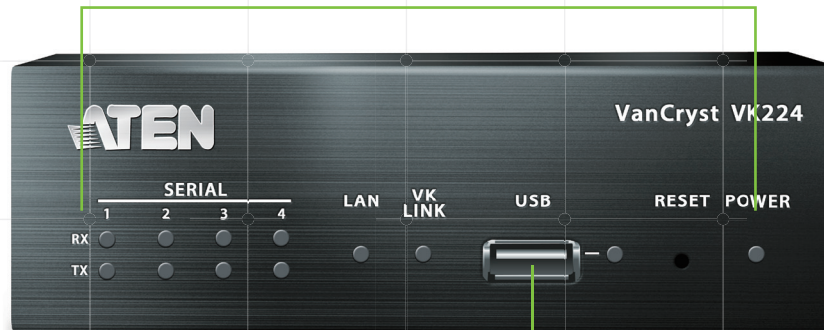 ATEN
VanCryst VK224
SERIAL
1 2 3 4
LAN
VK LINK
USB
RESET
POWER
RX
TX